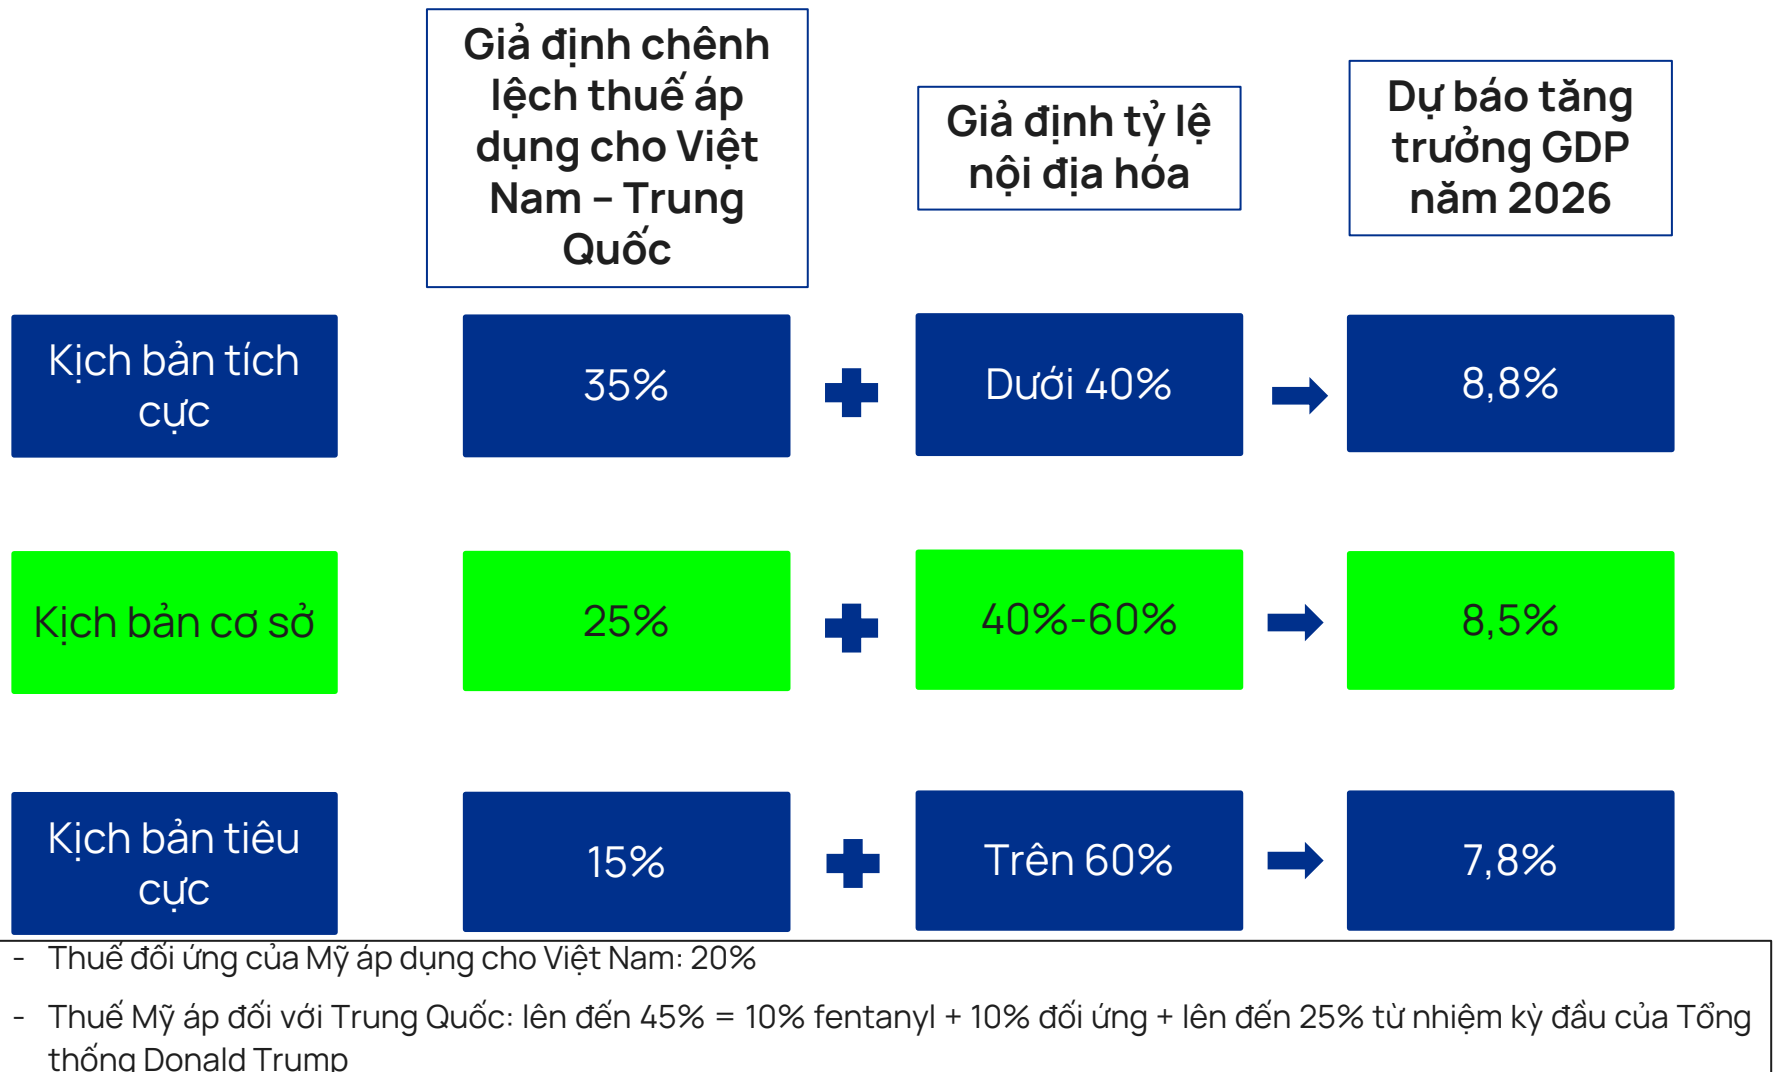 Giả định chênh
lệch thuế áp
dụng cho Việt
Nam – Trung
Quốc
Giả định tỷ lệ
nội địa hóa
Dự báo tăng
trưởng GDP
năm 2026
Kịch bản tích
cực
35%
Dưới 40%
8,8%
Kịch bản cơ sở
25%
40%-60%
8,5%
Kịch bản tiêu
cực
15%
Trên 60%
7,8%
- Thuế đối ứng của Mỹ áp dụng cho Việt Nam: 20%
- Thuế Mỹ áp đối với Trung Quốc: lên đến 45% = 10% fentanyl + 10% đối ứng + lên đến 25% từ nhiệm kỳ đầu của Tổng
thống Donald Trump